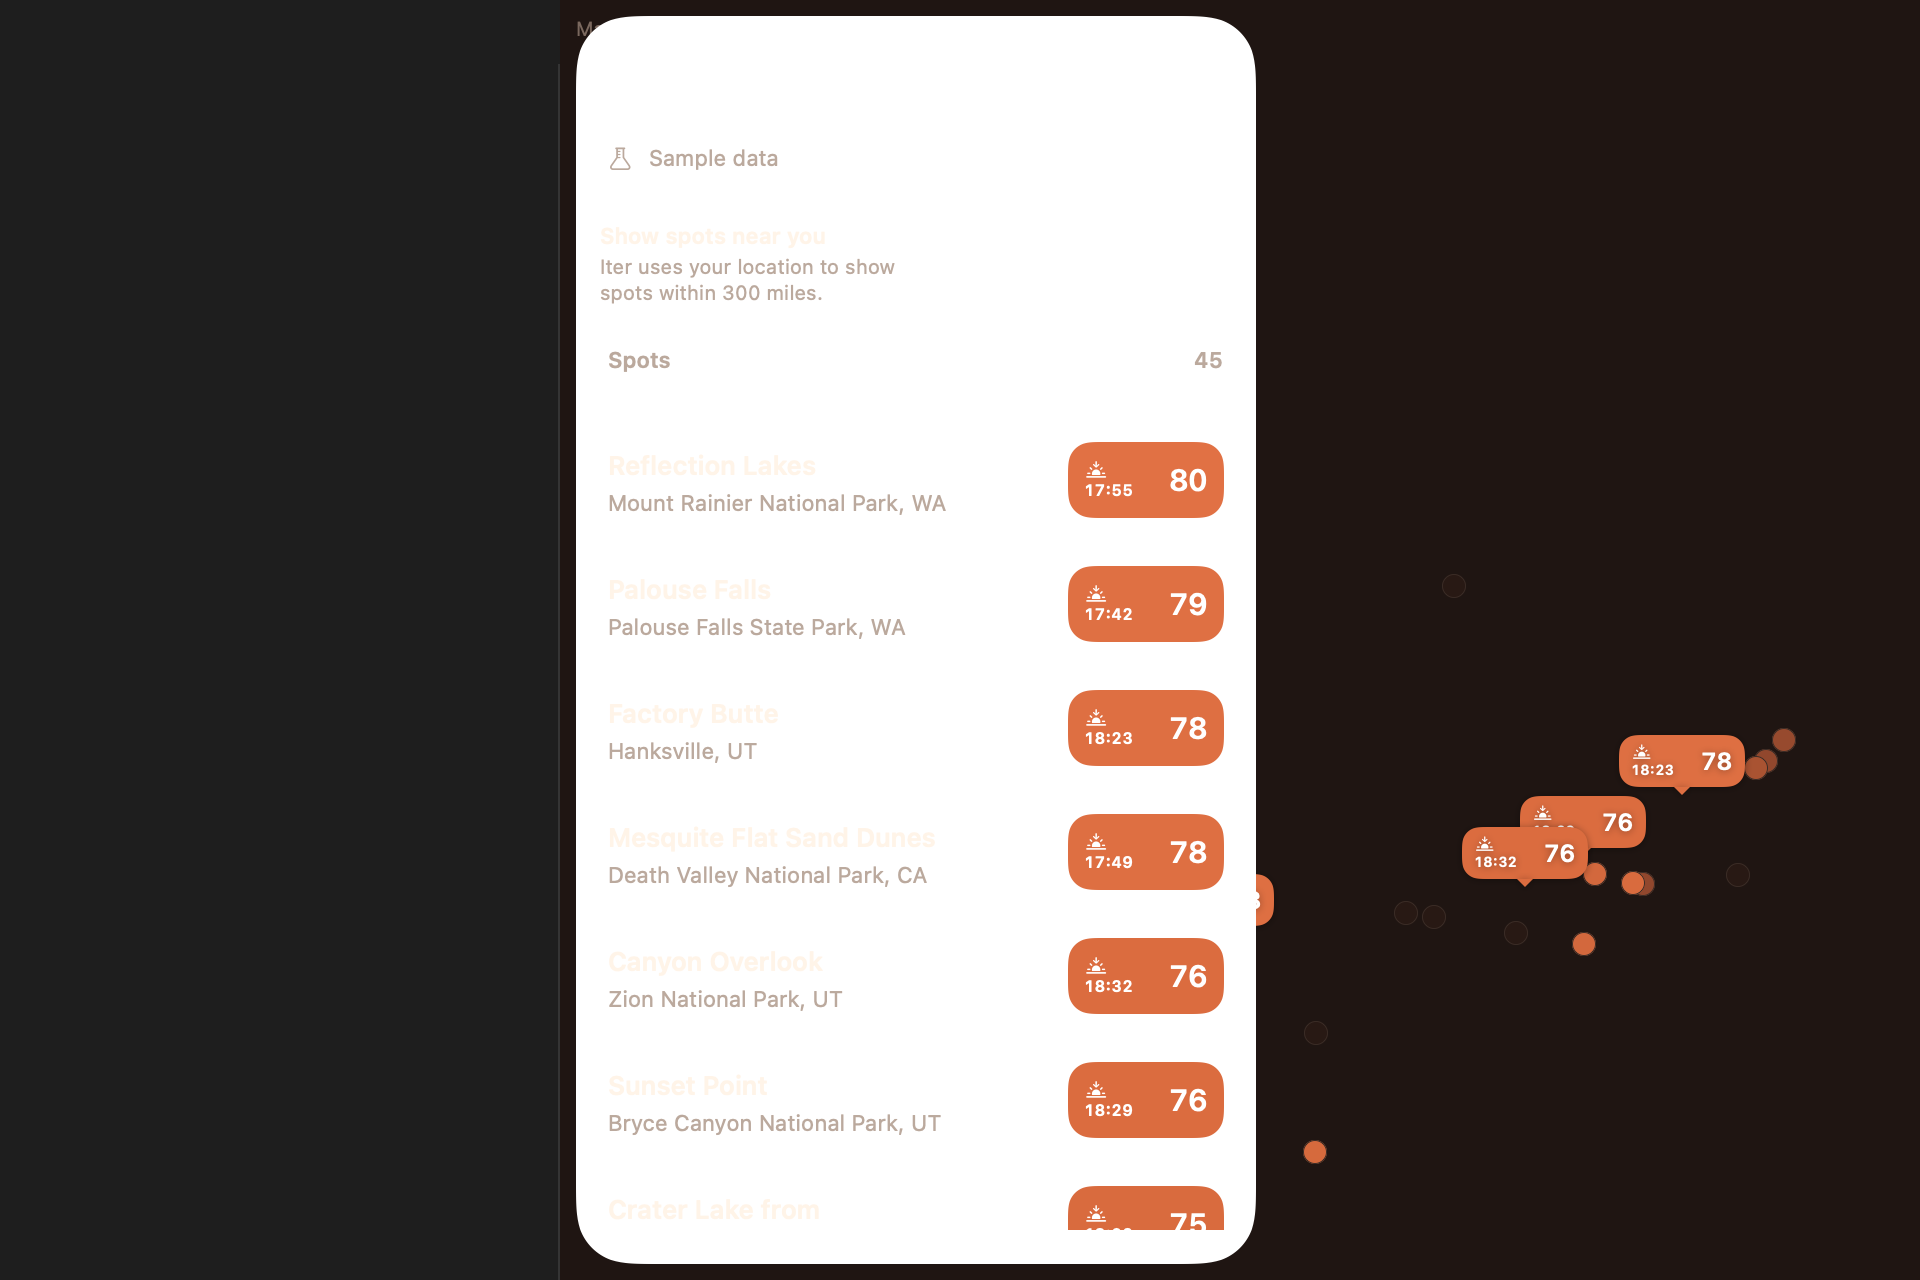 Sample data
Show spots near you
Iter uses your location to show
spots within 300 miles.
Spots 45
Reflection Lakes
Mount Rainier National Park, WA
17:55 80
Palouse Falls
Palouse Falls State Park, WA
17:42 79
Factory Butte
Hanksville, UT
18:23 78
Mesquite Flat Sand Dunes
Death Valley National Park, CA
17:49 78
Canyon Overlook
Zion National Park, UT
18:32 76
Sunset Point
Bryce Canyon National Park, UT
18:29 76
Crater Lake from
75
18:23 78
76
18:32 76